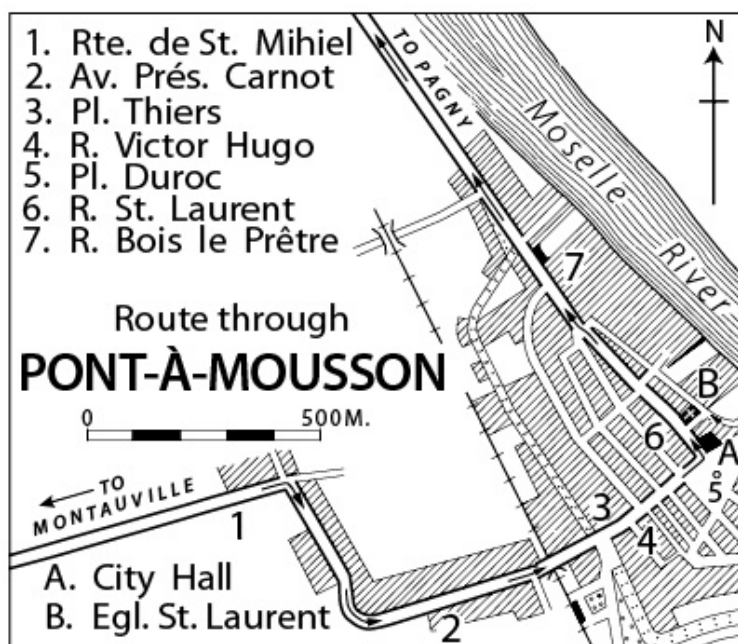 1. Rte. de St. Mihiel
2. Av. Prés. Carnot
3. Pl. Thiers
4. R. Victor Hugo
5. Pl. Duroc
6. R. St. Laurent
7. R. Bois le Prêtre
TO PAGNY
N
Moselle
River
7
Route through
PONT-À-MOUSSON
0 500M.
B
6
A
5
TO
MONTAUVILLE
1
3
4
2
A. City Hall
B. Egl. St. Laurent